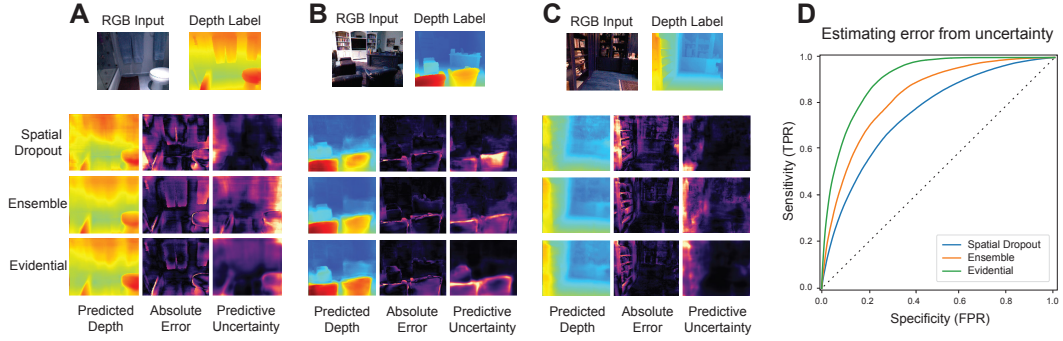 A
RGB Input
Depth Label
B
RGB Input
Depth Label
C
RGB Input
Depth Label
D
Estimating error from uncertainty
Spatial
Dropout
Ensemble
Evidential
Predicted
Depth
Absolute
Error
Predictive
Uncertainty
Predicted
Depth
Absolute
Error
Predictive
Uncertainty
Predicted
Depth
Absolute
Error
Predictive
Uncertainty
Sensitivity (TPR)
1.0
0.8
0.6
0.4
0.2
0.0
Spatial Dropout
Ensemble
Evidential
0.0 0.2 0.4 0.6 0.8 1.0
Specificity (FPR)